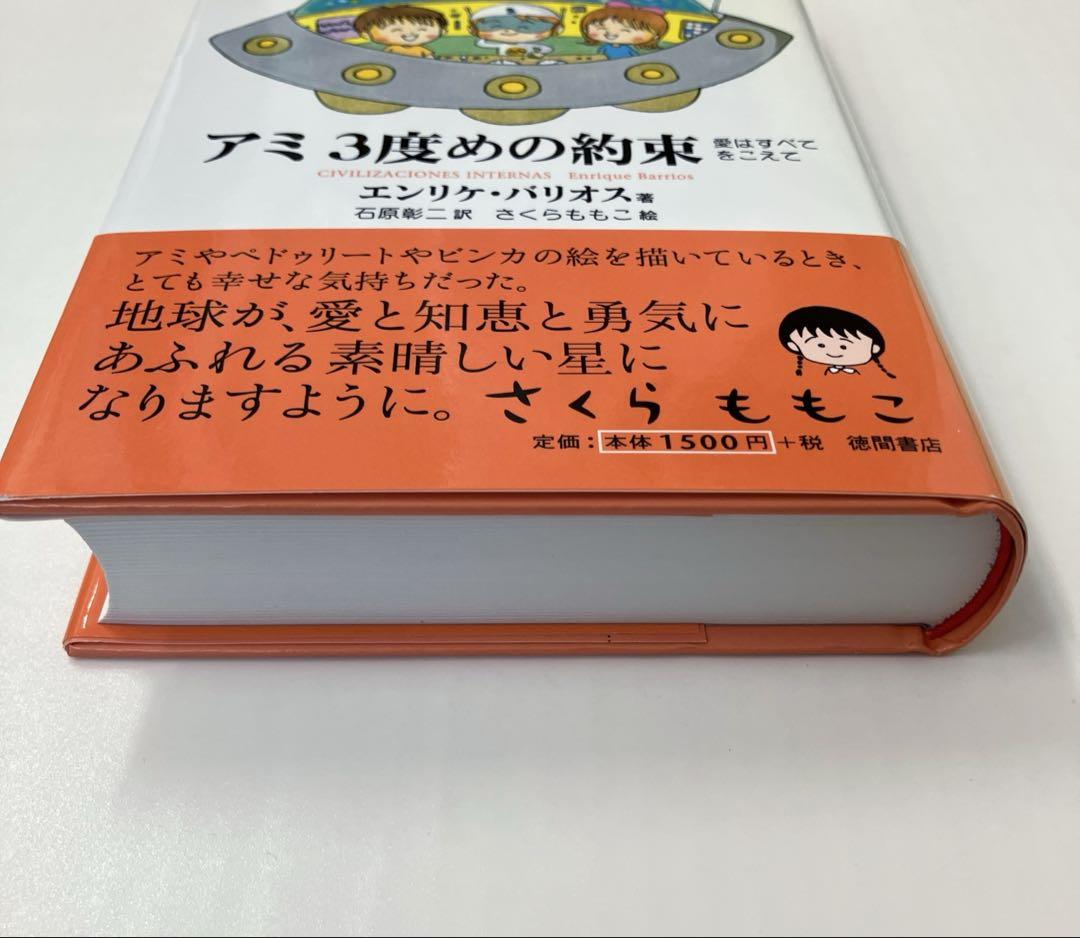 アミ 3度めの約束 愛はすべて
をこえて
CIVILIZACIONES INTERNAS Enrique Barrios
エンリケ・バリオス著
石原彰二 訳 さくらももこ 絵
アミやペドゥリートやビンカの絵を描いているとき、
とても幸せな気持ちだった。
地球が、愛と知恵と勇気に
あふれる素晴しい星に
なりますように。 さくら ももこ
定価：本体1500円＋税 徳間書店